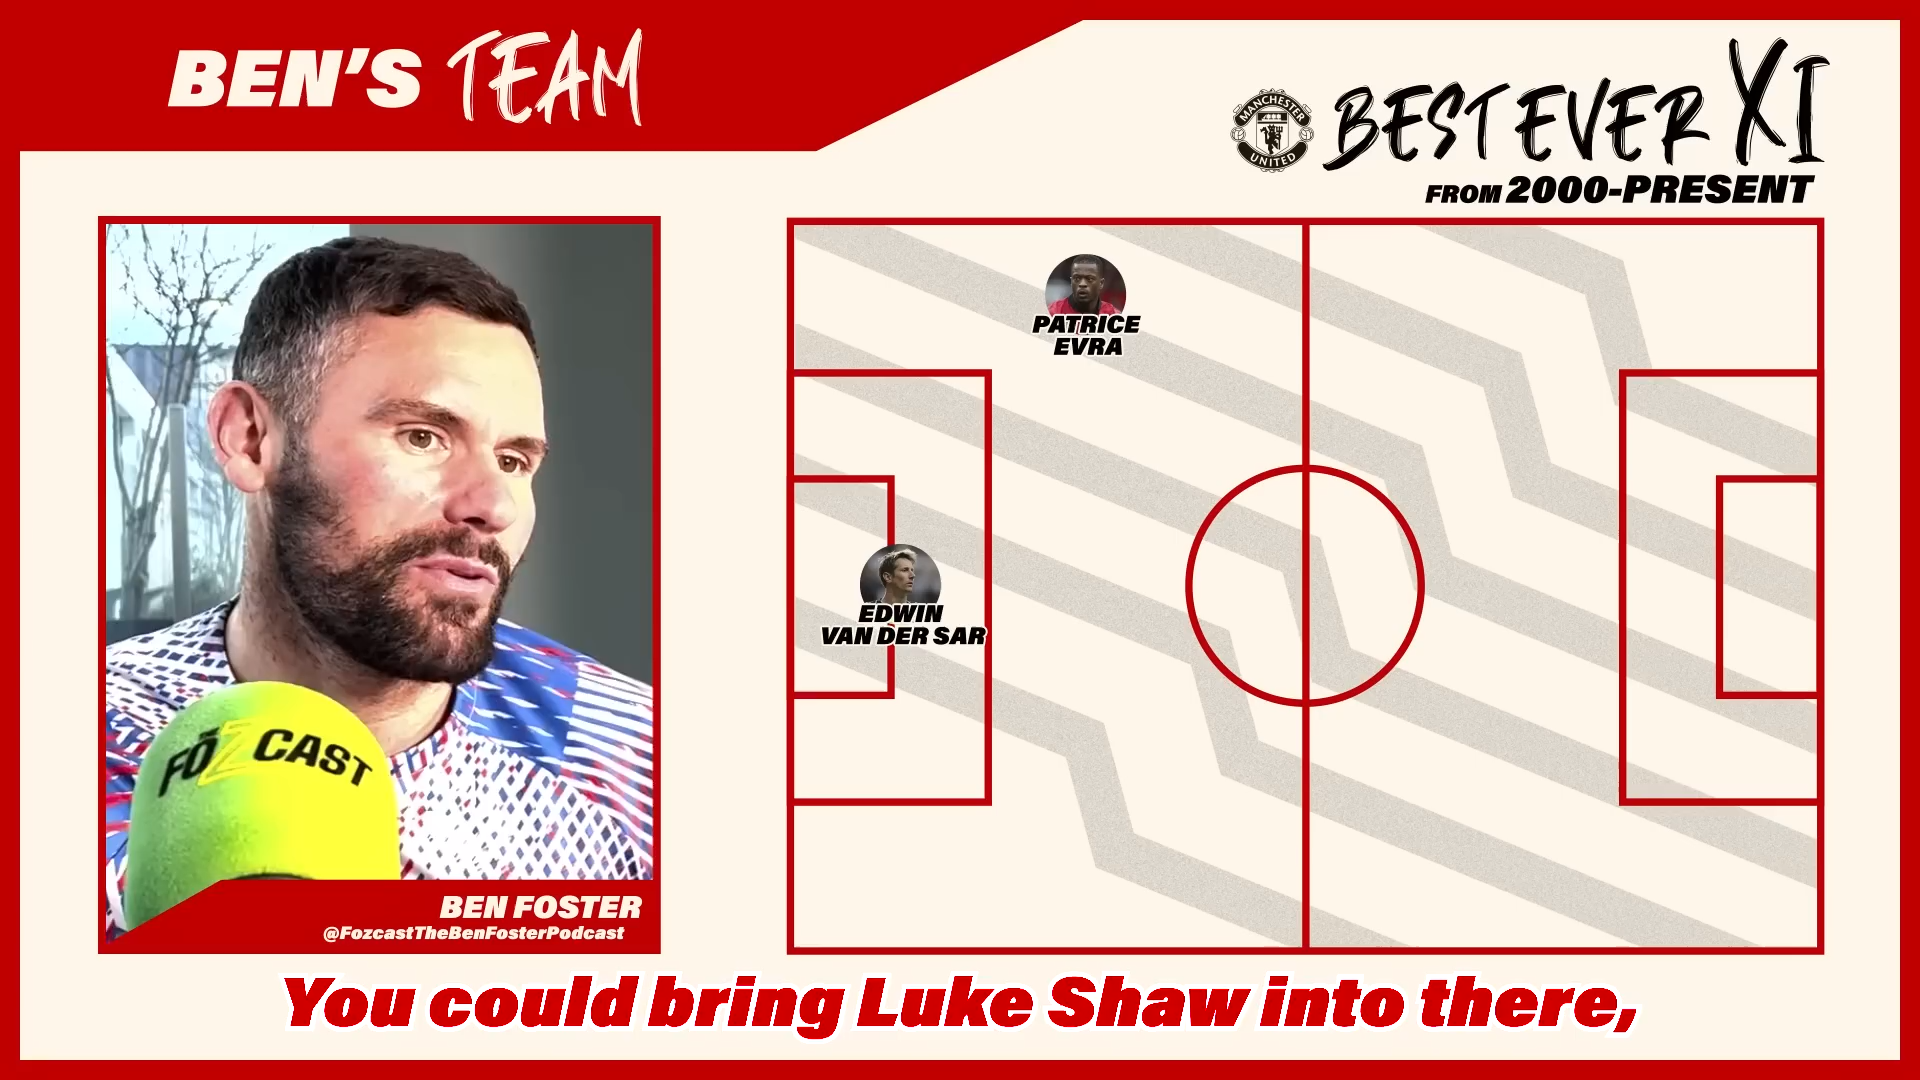 BEN'S TEAM
MANCHESTER
UNITED
BEST EVER XI
FROM 2000-PRESENT
PATRICE
EVRA
EDWIN
VAN DER SAR
FOZCAST
BEN FOSTER
@FozcastTheBenFosterPodcast
You could bring Luke Shaw into there,